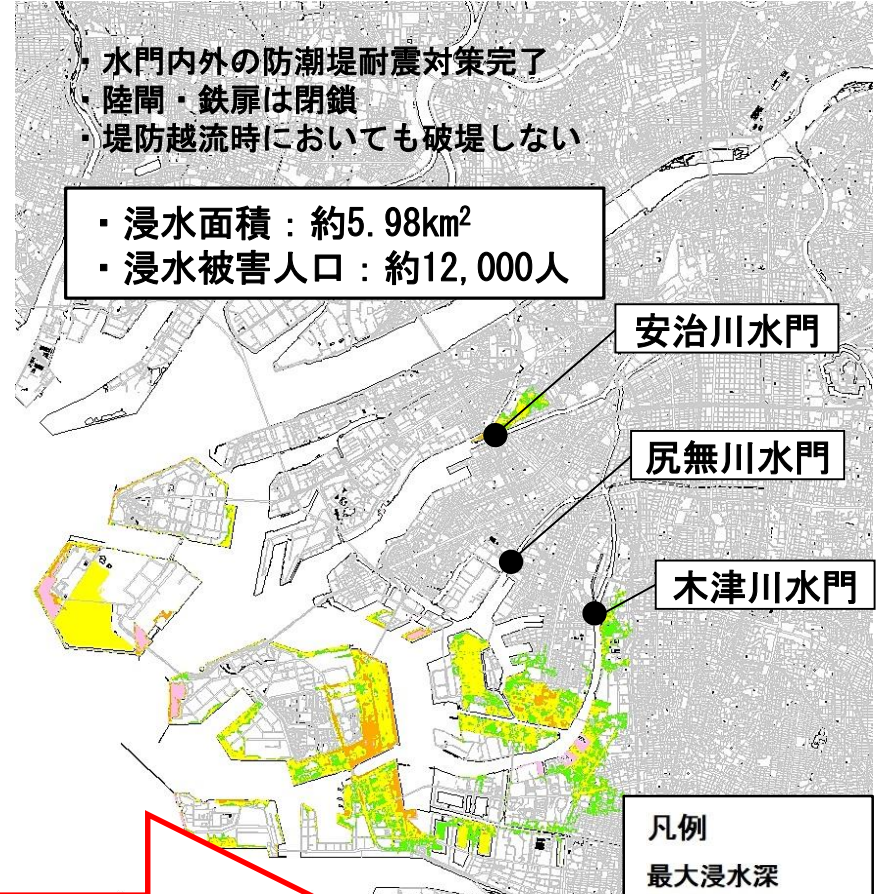 ・水門内外の防潮堤耐震対策完了
・陸閘・鉄扉は閉鎖
・堤防越流時においても破堤しない
・浸水面積：約5.98km²
・浸水被害人口：約12,000人
安治川水門
尻無川水門
木津川水門
凡例
最大浸水深